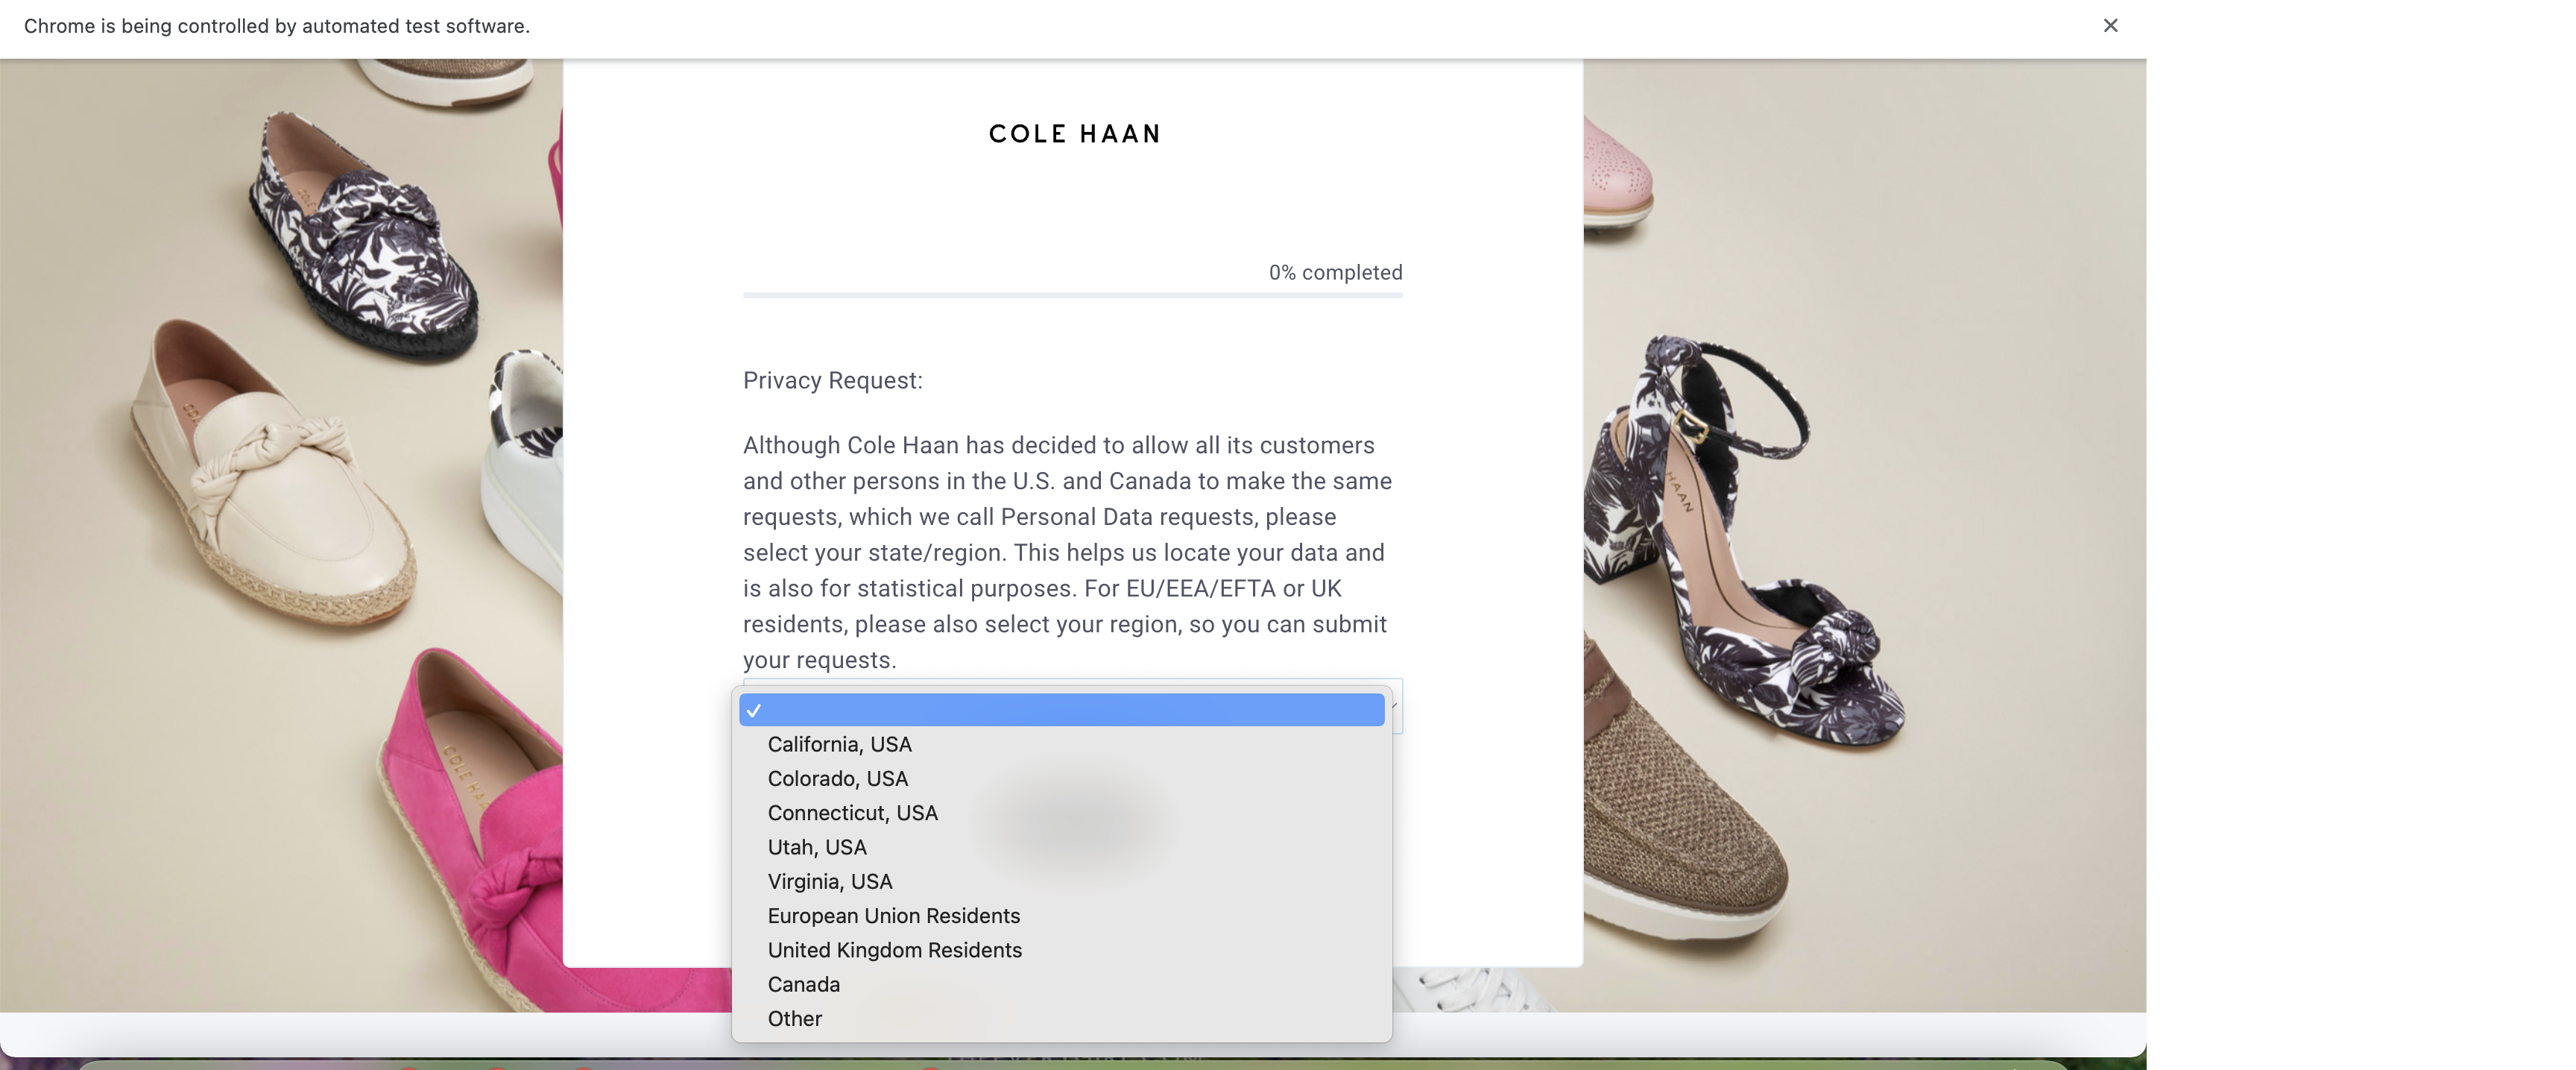 Chrome is being controlled by automated test software.
COLE HAAN
0% completed
Privacy Request:
Although Cole Haan has decided to allow all its customers
and other persons in the U.S. and Canada to make the same
requests, which we call Personal Data requests, please
select your state/region. This helps us locate your data and
is also for statistical purposes. For EU/EEA/EFTA or UK
residents, please also select your region, so you can submit
your requests.
California, USA
Colorado, USA
Connecticut, USA
Utah, USA
Virginia, USA
European Union Residents
United Kingdom Residents
Canada
Other